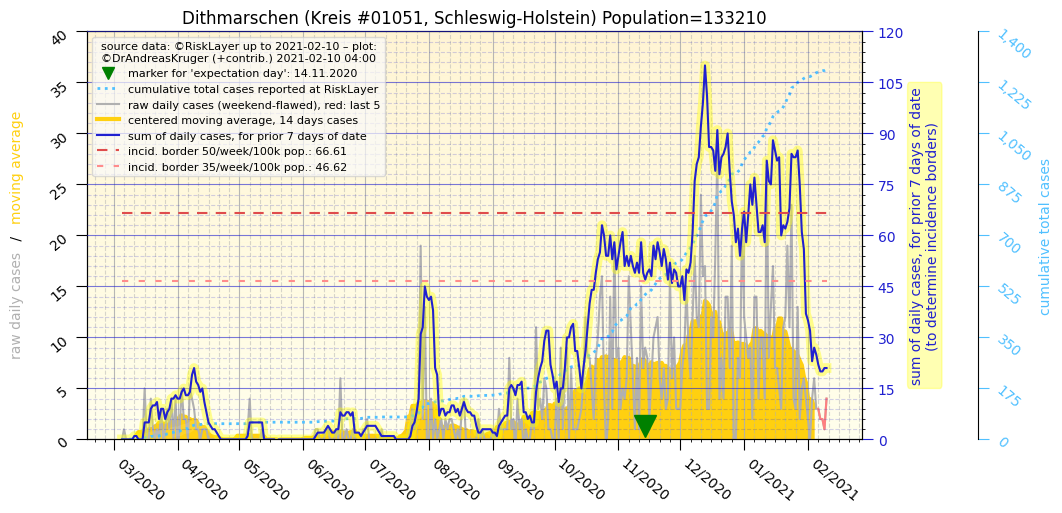 Dithmarschen (Kreis #01051, Schleswig-Holstein) Population=133210
source data: ©RiskLayer up to 2021-02-10 – plot:
©DrAndreasKruger (+contrib.) 2021-02-10 04:00
marker for 'expectation day': 14.11.2020
cumulative total cases reported at RiskLayer
raw daily cases (weekend-flawed), red: last 5
centered moving average, 14 days cases
sum of daily cases, for prior 7 days of date
incid. border 50/week/100k pop.: 66.61
incid. border 35/week/100k pop.: 46.62
raw daily cases / moving average
40
35
30
25
20
15
10
5
0
03/2020
04/2020
05/2020
06/2020
07/2020
08/2020
09/2020
10/2020
11/2020
12/2020
01/2021
02/2021
120
105
90
75
60
45
30
15
0
sum of daily cases, for prior 7 days of date
(to determine incidence borders)
1,400
1,225
1,050
875
700
525
350
175
0
cumulative total cases